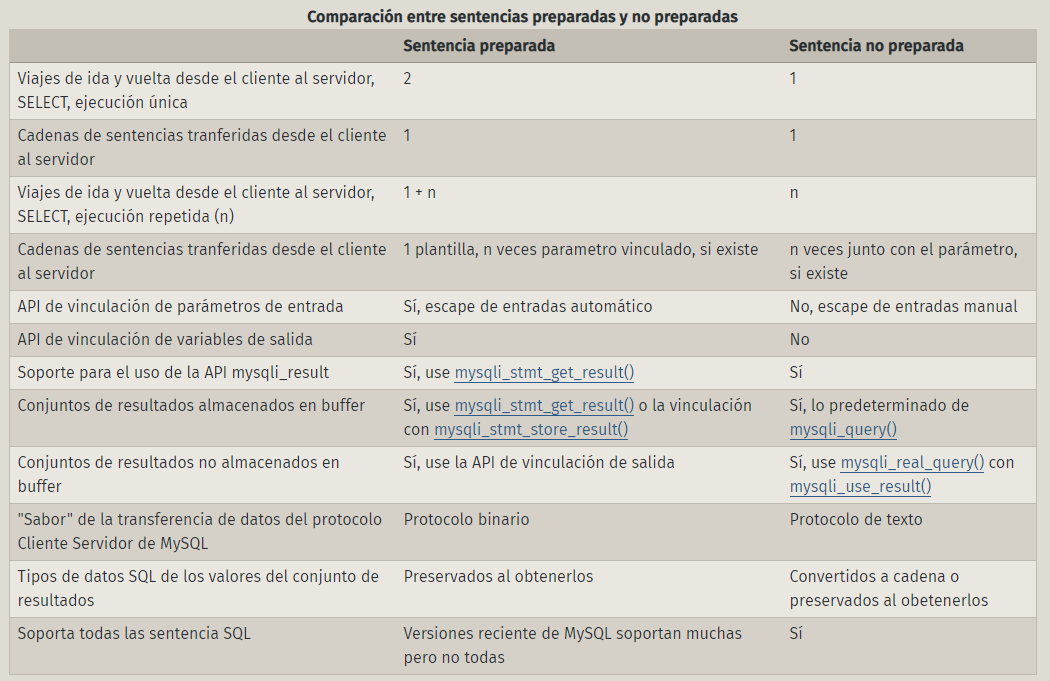 Comparación entre sentencias preparadas y no preparadas
Sentencia preparada Sentencia no preparada
Viajes de ida y vuelta desde el cliente al servidor, 2 1
SELECT, ejecución única
Cadenas de sentencias tranferidas desde el cliente 1 1
al servidor
Viajes de ida y vuelta desde el cliente al servidor, 1 + n n
SELECT, ejecución repetida (n)
Cadenas de sentencias tranferidas desde el cliente 1 plantilla, n veces parametro vinculado, si existe n veces junto con el parámetro,
al servidor si existe
API de vinculación de parámetros de entrada Sí, escape de entradas automático No, escape de entradas manual
API de vinculación de variables de salida Sí No
Soporte para el uso de la API mysqli_result Sí, use mysqli_stmt_get_result() Sí
Conjuntos de resultados almacenados en buffer Sí, use mysqli_stmt_get_result() o la vinculación Sí, lo predeterminado de
con mysqli_stmt_store_result() mysqli_query()
Conjuntos de resultados no almacenados en Sí, use la API de vinculación de salida Sí, use mysqli_real_query() con
buffer mysqli_use_result()
"Sabor" de la transferencia de datos del protocolo Protocolo binario Protocolo de texto
Cliente Servidor de MySQL
Tipos de datos SQL de los valores del conjunto de Preservados al obtenerlos Convertidos a cadena o
resultados preservados al obetenerlos
Soporta todas las sentencia SQL Versiones reciente de MySQL soportan muchas Sí
pero no todas